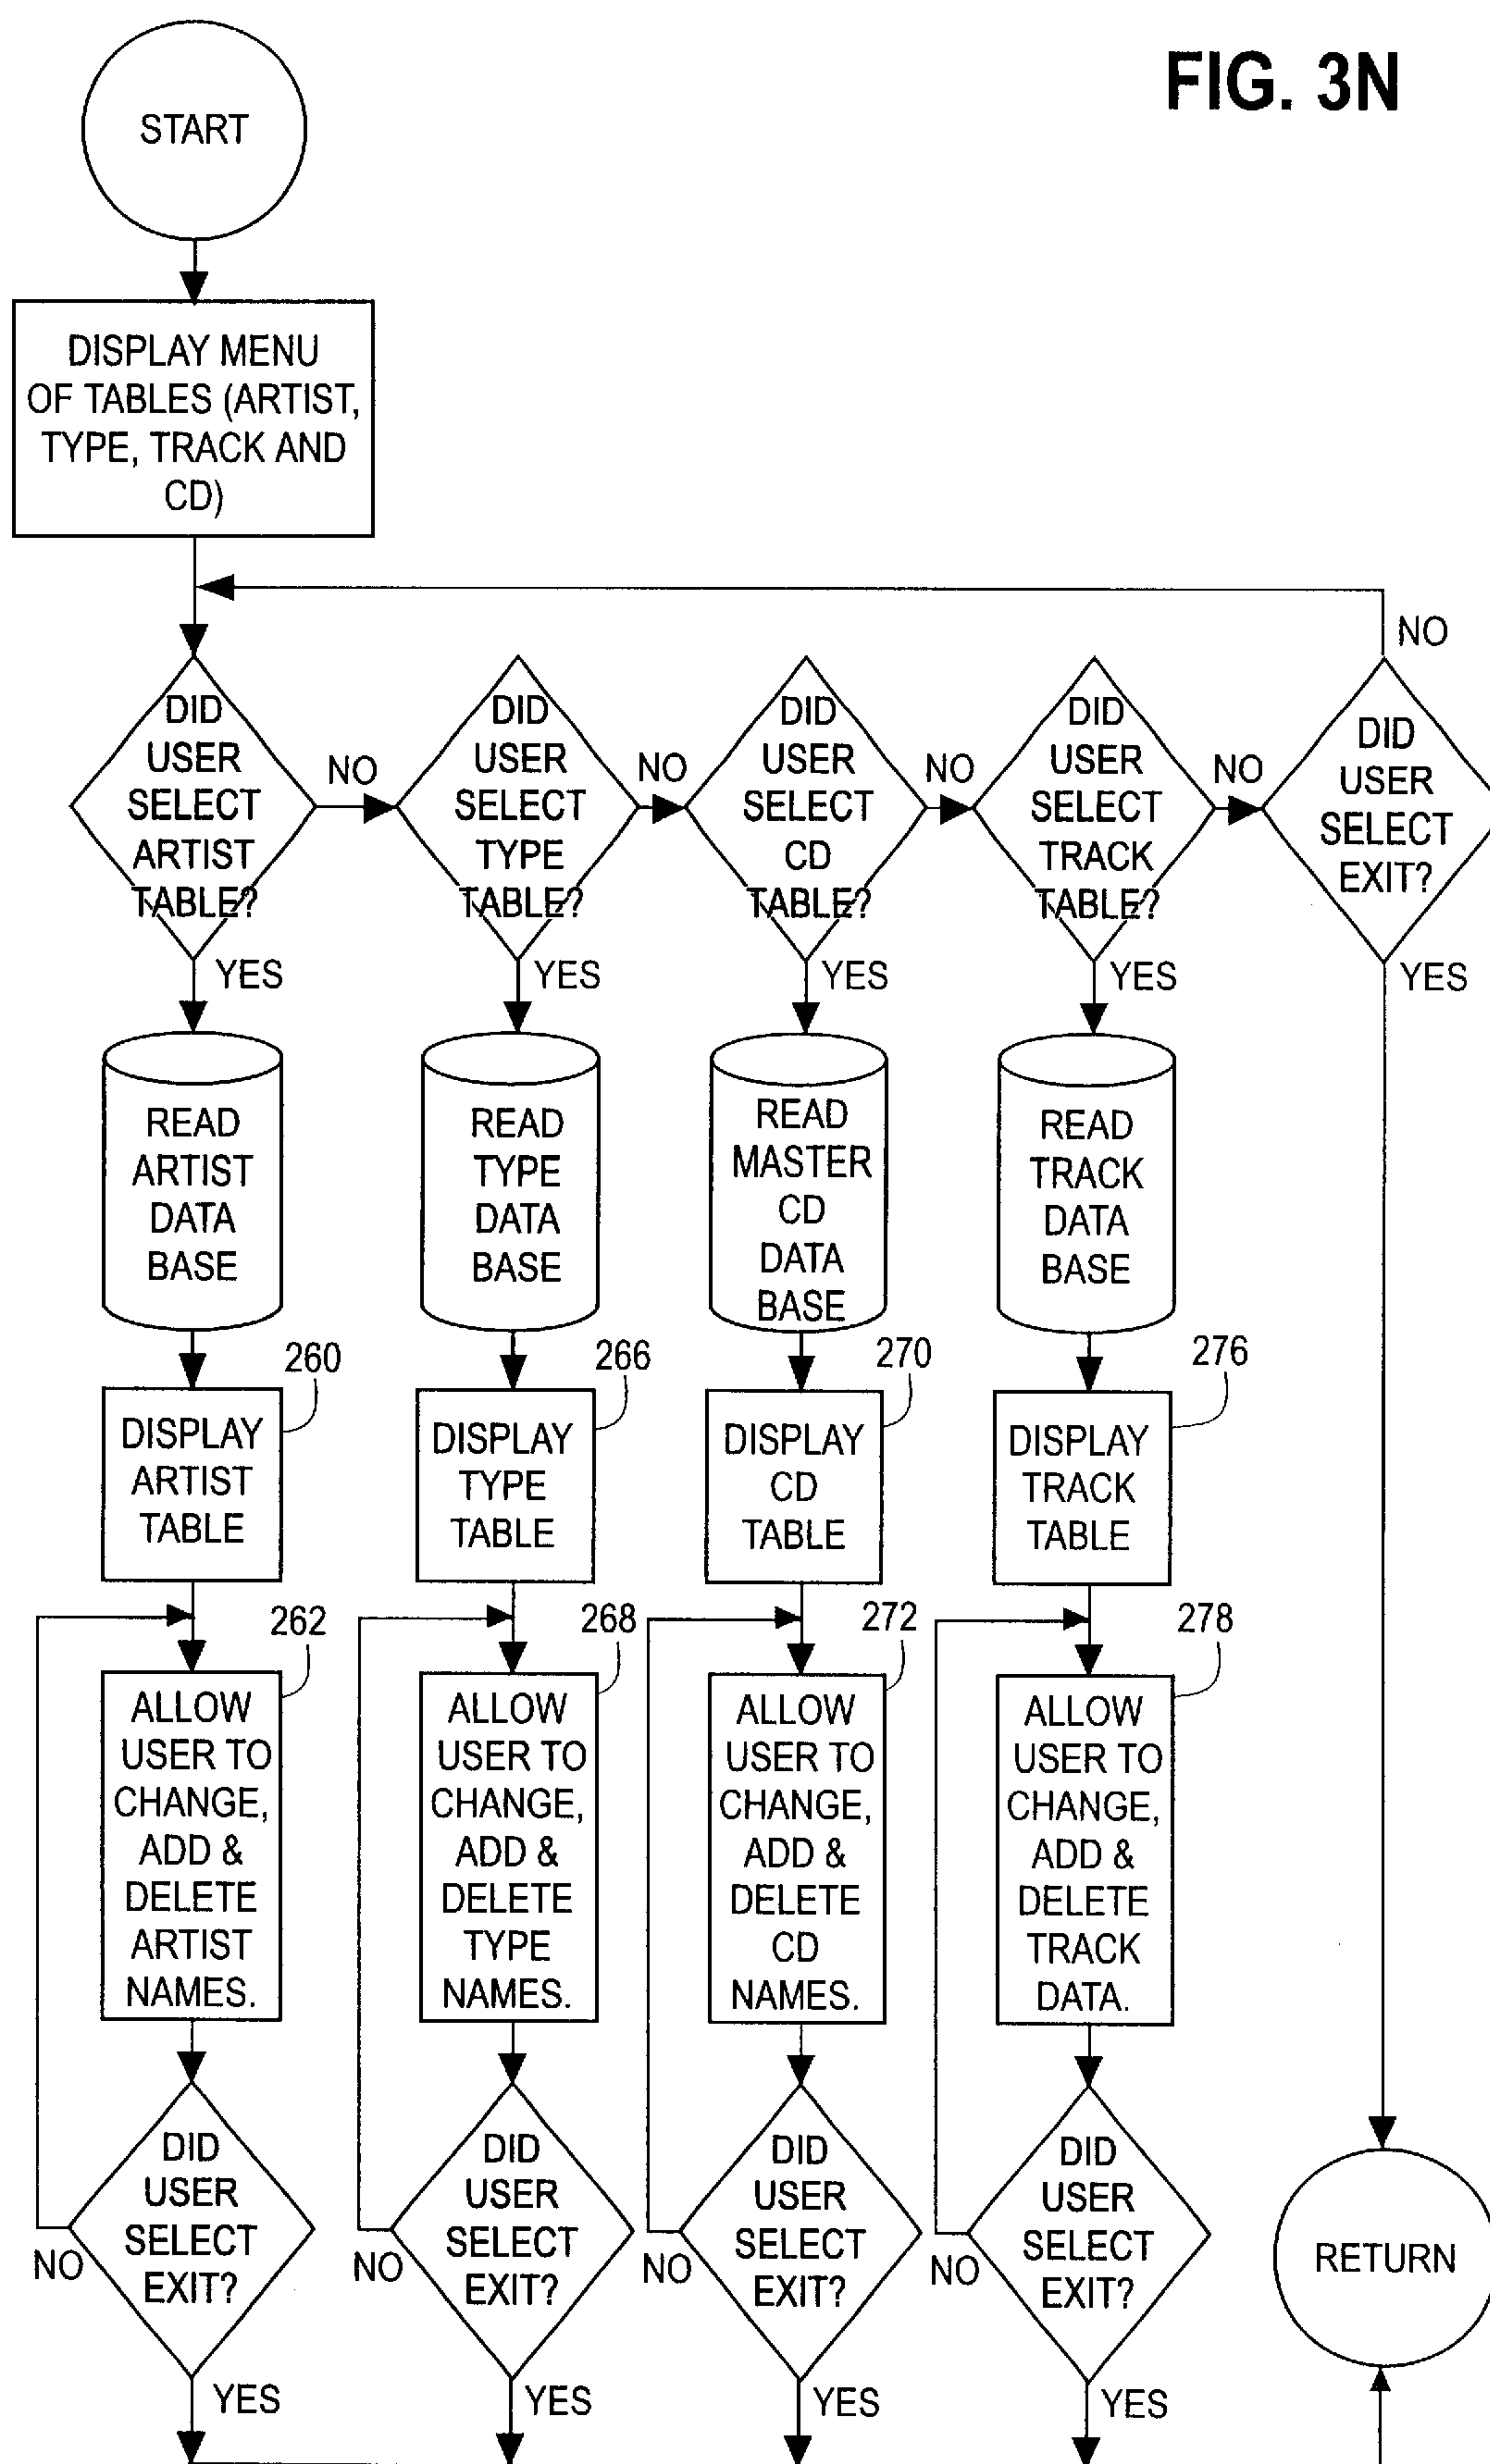 FIG. 3N
START
DISPLAY MENU
OF TABLES (ARTIST,
TYPE, TRACK AND
CD)
NO
DID
USER
SELECT
ARTIST
TABLE?
NO
DID
USER
SELECT
TYPE
TABLE?
NO
DID
USER
SELECT
CD
TABLE?
NO
DID
USER
SELECT
TRACK
TABLE?
NO
DID
USER
SELECT
EXIT?
YES
YES
YES
YES
YES
READ
ARTIST
DATA
BASE
READ
TYPE
DATA
BASE
READ
MASTER
CD
DATA
BASE
READ
TRACK
DATA
BASE
260
266
270
276
DISPLAY
ARTIST
TABLE
DISPLAY
TYPE
TABLE
DISPLAY
CD
TABLE
DISPLAY
TRACK
TABLE
262
268
272
278
ALLOW
USER TO
CHANGE,
ADD &
DELETE
ARTIST
NAMES.
ALLOW
USER TO
CHANGE,
ADD &
DELETE
TYPE
NAMES.
ALLOW
USER TO
CHANGE,
ADD &
DELETE
CD
NAMES.
ALLOW
USER TO
CHANGE,
ADD &
DELETE
TRACK
DATA.
DID
USER
SELECT
EXIT?
NO
DID
USER
SELECT
EXIT?
NO
DID
USER
SELECT
EXIT?
NO
DID
USER
SELECT
EXIT?
NO
RETURN
YES
YES
YES
YES